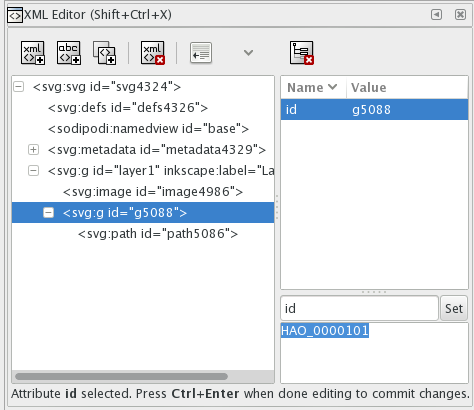 XML Editor (Shift+Ctrl+X)
xml abc xml
<svg:svg id="svg4324">
<svg:defs id="defs4326">
<sodipodi:namedview id="base">
<svg:metadata id="metadata4329">
<svg:g id="layer1" inkscape:label="La
<svg:image id="image4986">
<svg:g id="g5088">
<svg:path id="path5086">
Name Value
id g5088
id Set
HAO_0000101
Attribute id selected. Press Ctrl+Enter when done editing to commit changes.